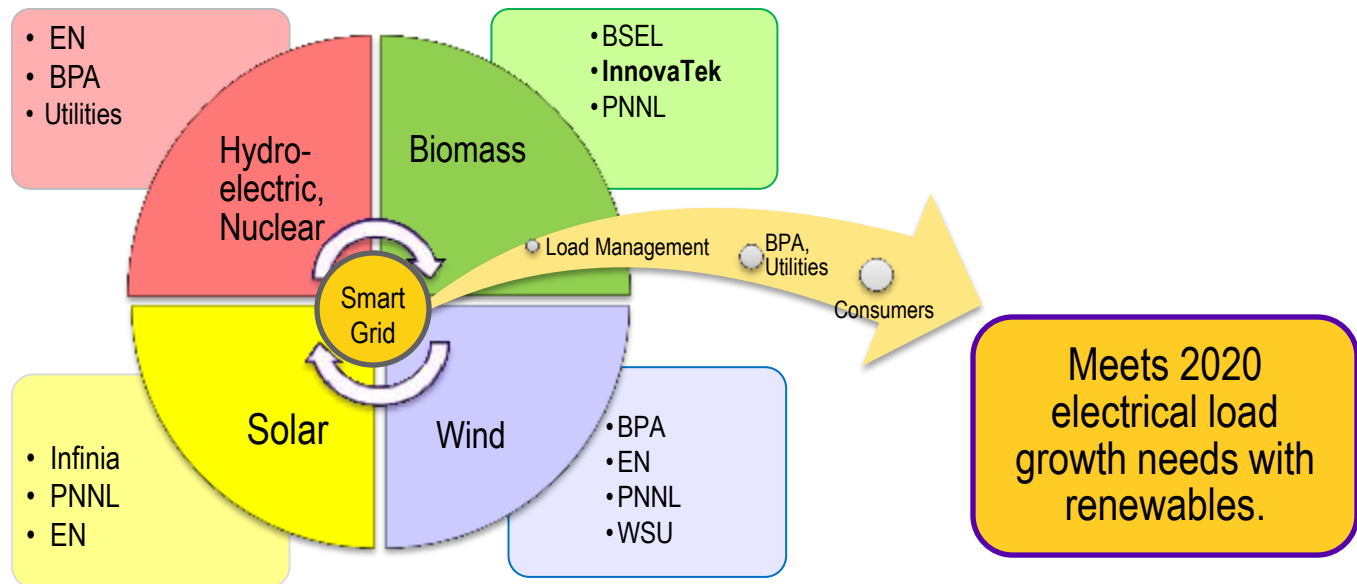 • EN
• BPA
• Utilities
Hydro-
electric,
Nuclear
Biomass
•BSEL
•InnovaTek
•PNNL
Smart
Grid
Load Management
BPA,
Utilities
Consumers
Meets 2020
electrical load
growth needs with
renewables.
• Infinia
• PNNL
• EN
Solar
Wind
•BPA
•EN
•PNNL
•WSU